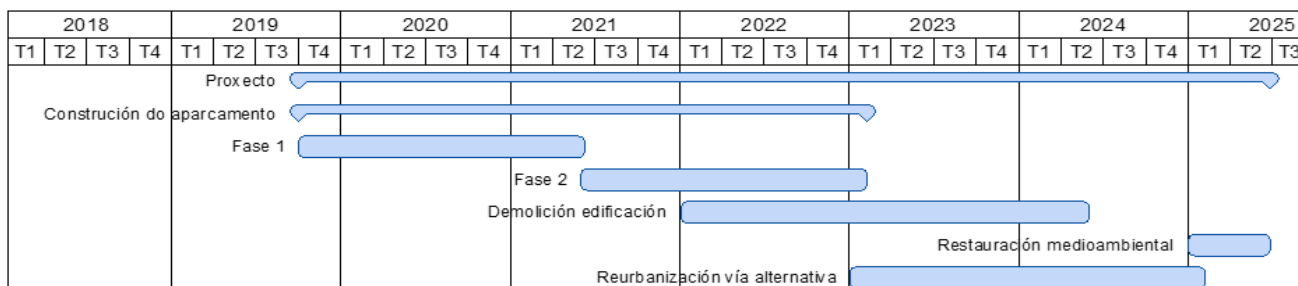 2018 2019 2020 2021 2022 2023 2024 2025
T1 T2 T3 T4 T1 T2 T3 T4 T1 T2 T3 T4 T1 T2 T3 T4 T1 T2 T3 T4 T1 T2 T3 T4 T1 T2 T3 T4 T1 T2 T3
Proxecto
Construción do aparcamento
Fase 1
Fase 2
Demolición edificación
Restauración medioambiental
Reurbanización vía alternativa